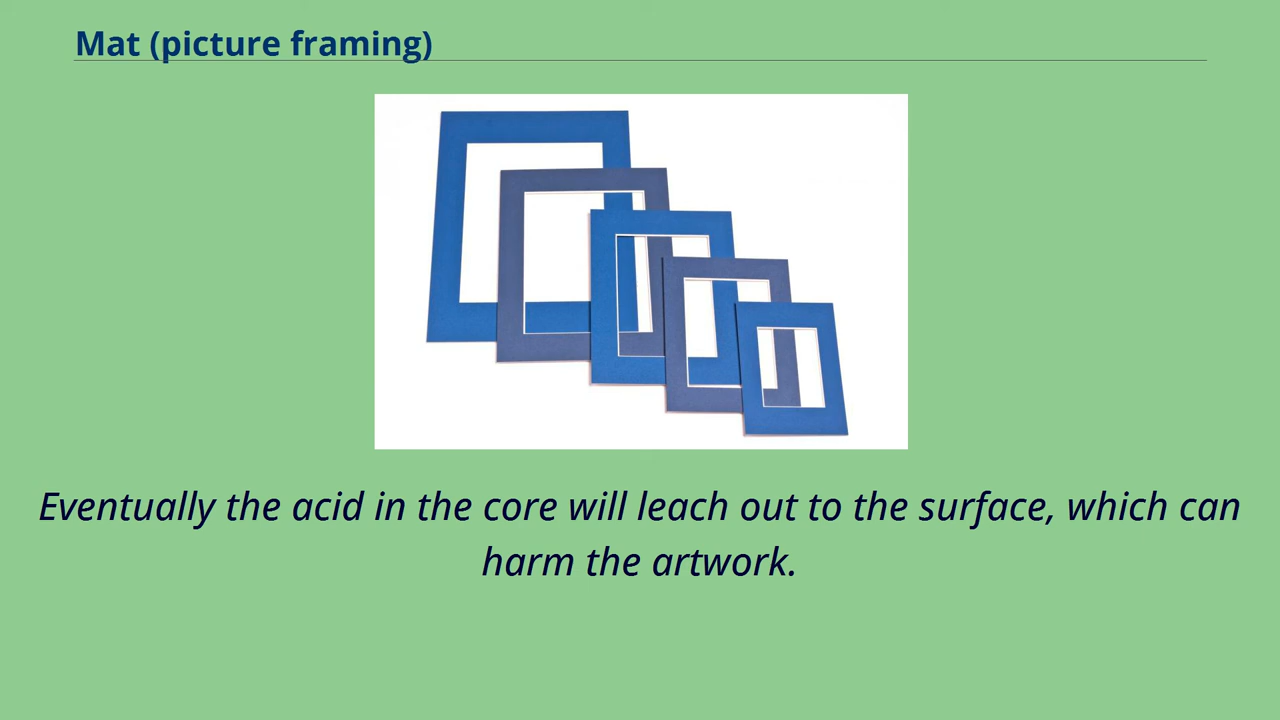 Mat (picture framing)
Eventually the acid in the core will leach out to the surface, which can
harm the artwork.